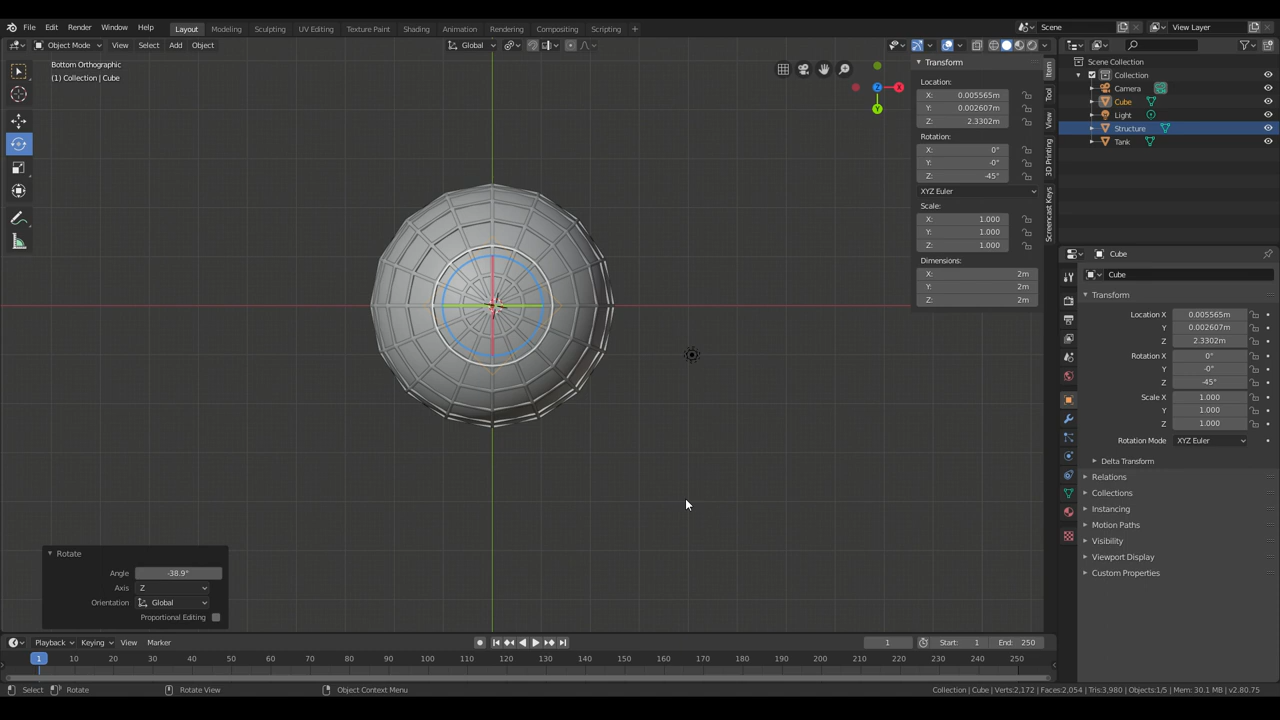 File Edit Render Window Help Layout Modeling Sculpting UV Editing Texture Paint Shading Animation Rendering Compositing Scripting + Scene View Layer
Object Mode View Select Add Object Global
Bottom Orthographic
(1) Collection | Cube
X
Y
Z
Transform
Location:
X: 0.005565m
Y: 0.002607m
Z: 2.3302m
Rotation:
X: 0°
Y: -0°
Z: -45°
XYZ Euler
Scale:
X: 1.000
Y: 1.000
Z: 1.000
Dimensions:
X: 2m
Y: 2m
Z: 2m
Item
Tool
View
3D Printing
Screencast Keys
Scene Collection
Collection
Camera
Cube
Light
Structure
Tank
Cube
Cube
Transform
Location X 0.005565m
Y 0.002607m
Z 2.3302m
Rotation X 0°
Y -0°
Z -45°
Scale X 1.000
Y 1.000
Z 1.000
Rotation Mode XYZ Euler
Delta Transform
Relations
Collections
Instancing
Motion Paths
Visibility
Viewport Display
Custom Properties
Rotate
Angle -38.9°
Axis Z
Orientation Global
Proportional Editing
Playback Keying View Marker 1 Start: 1 End: 250
1 10 20 30 40 50 60 70 80 90 100 110 120 130 140 150 160 170 180 190 200 210 220 230 240 250
Select Rotate Rotate View Object Context Menu Collection | Cube | Verts:2,172 | Faces:2,054 | Tris:3,980 | Objects:1/5 | Mem: 30.1 MB | v2.80.75